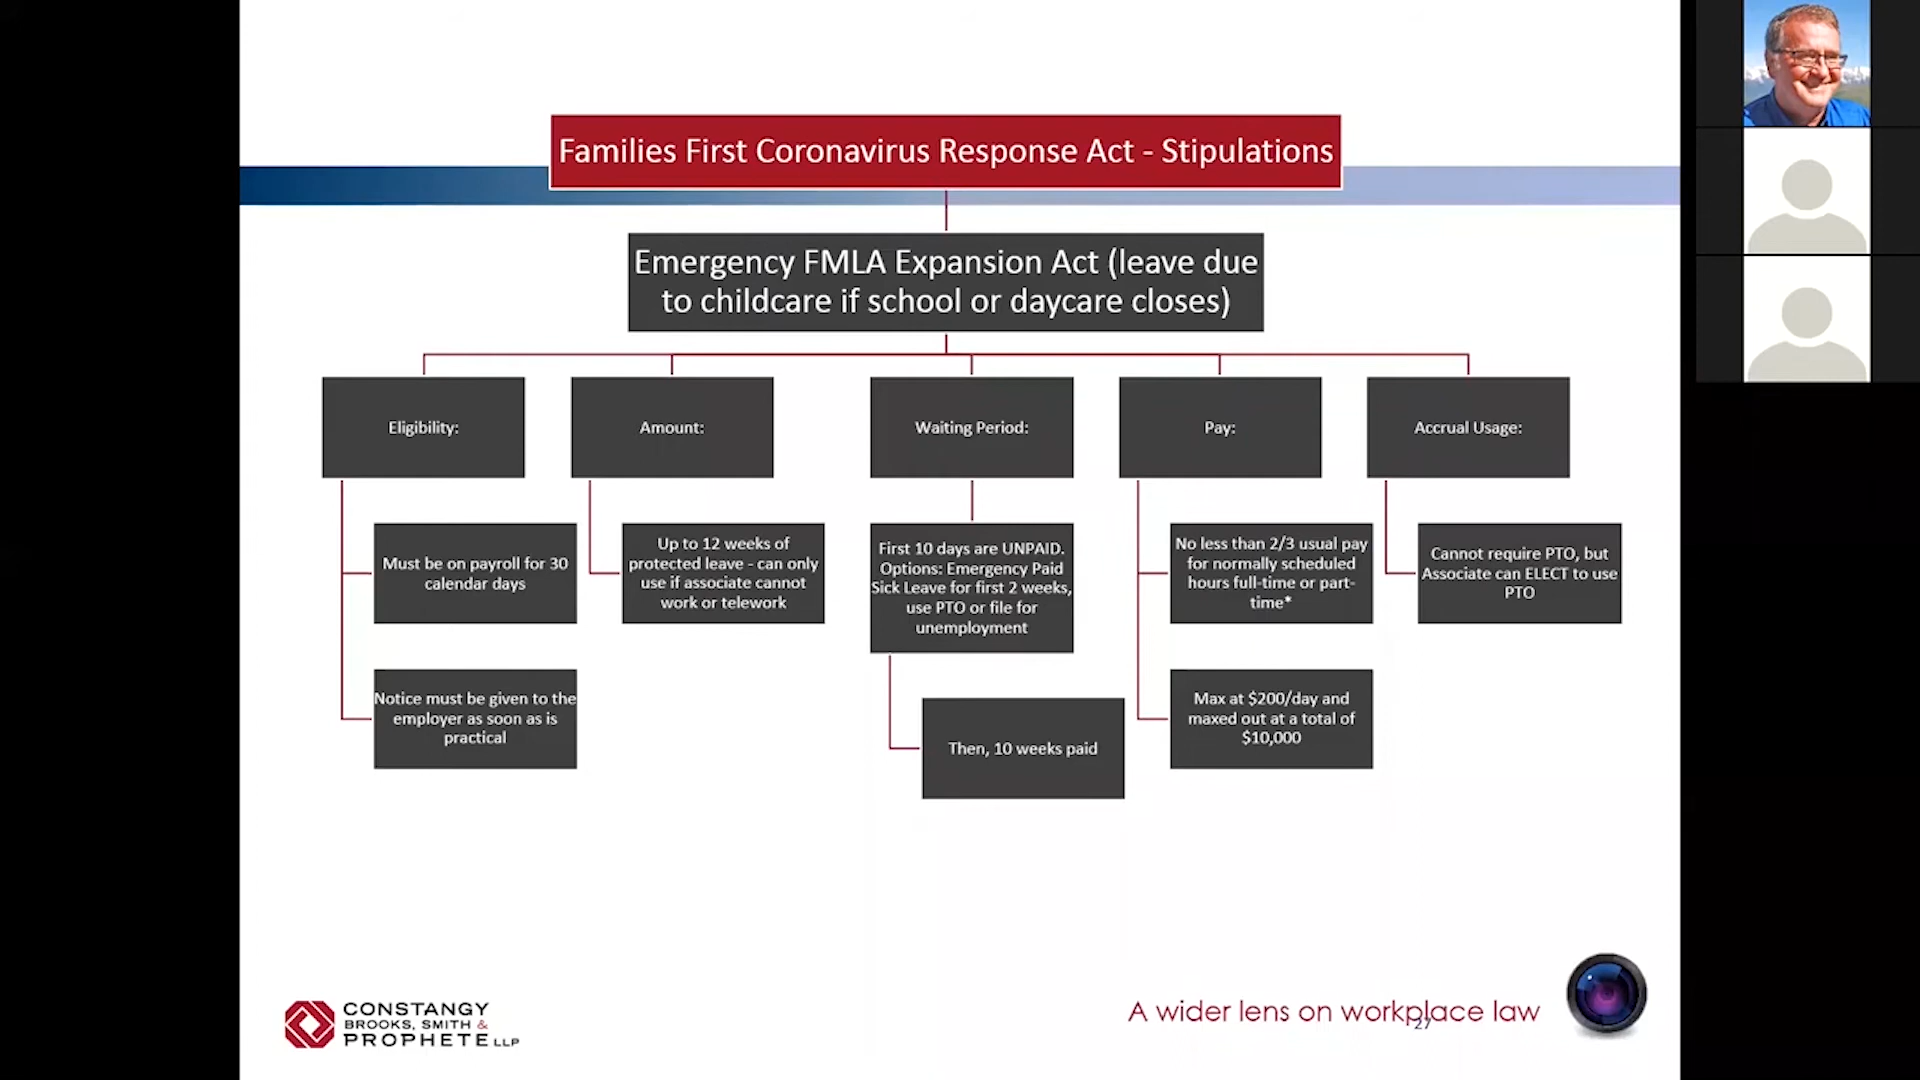 Families First Coronavirus Response Act - Stipulations
Emergency FMLA Expansion Act (leave due
to childcare if school or daycare closes)
Eligibility:
Must be on payroll for 30
calendar days
Notice must be given to the
employer as soon as is
practical
Amount:
Up to 12 weeks of
protected leave - can only
use if associate cannot
work or telework
Waiting Period:
First 10 days are UNPAID.
Options: Emergency Paid
Sick Leave for first 2 weeks,
use PTO or file for
unemployment
Then, 10 weeks paid
Pay:
No less than 2/3 usual pay
for normally scheduled
hours full-time or part-
time*
Max at $200/day and
maxed out at a total of
$10,000
Accrual Usage:
Cannot require PTO, but
Associate can ELECT to use
PTO
CONSTANGY
BROOKS, SMITH &
PROPHETE LLP
A wider lens on workplace law
27